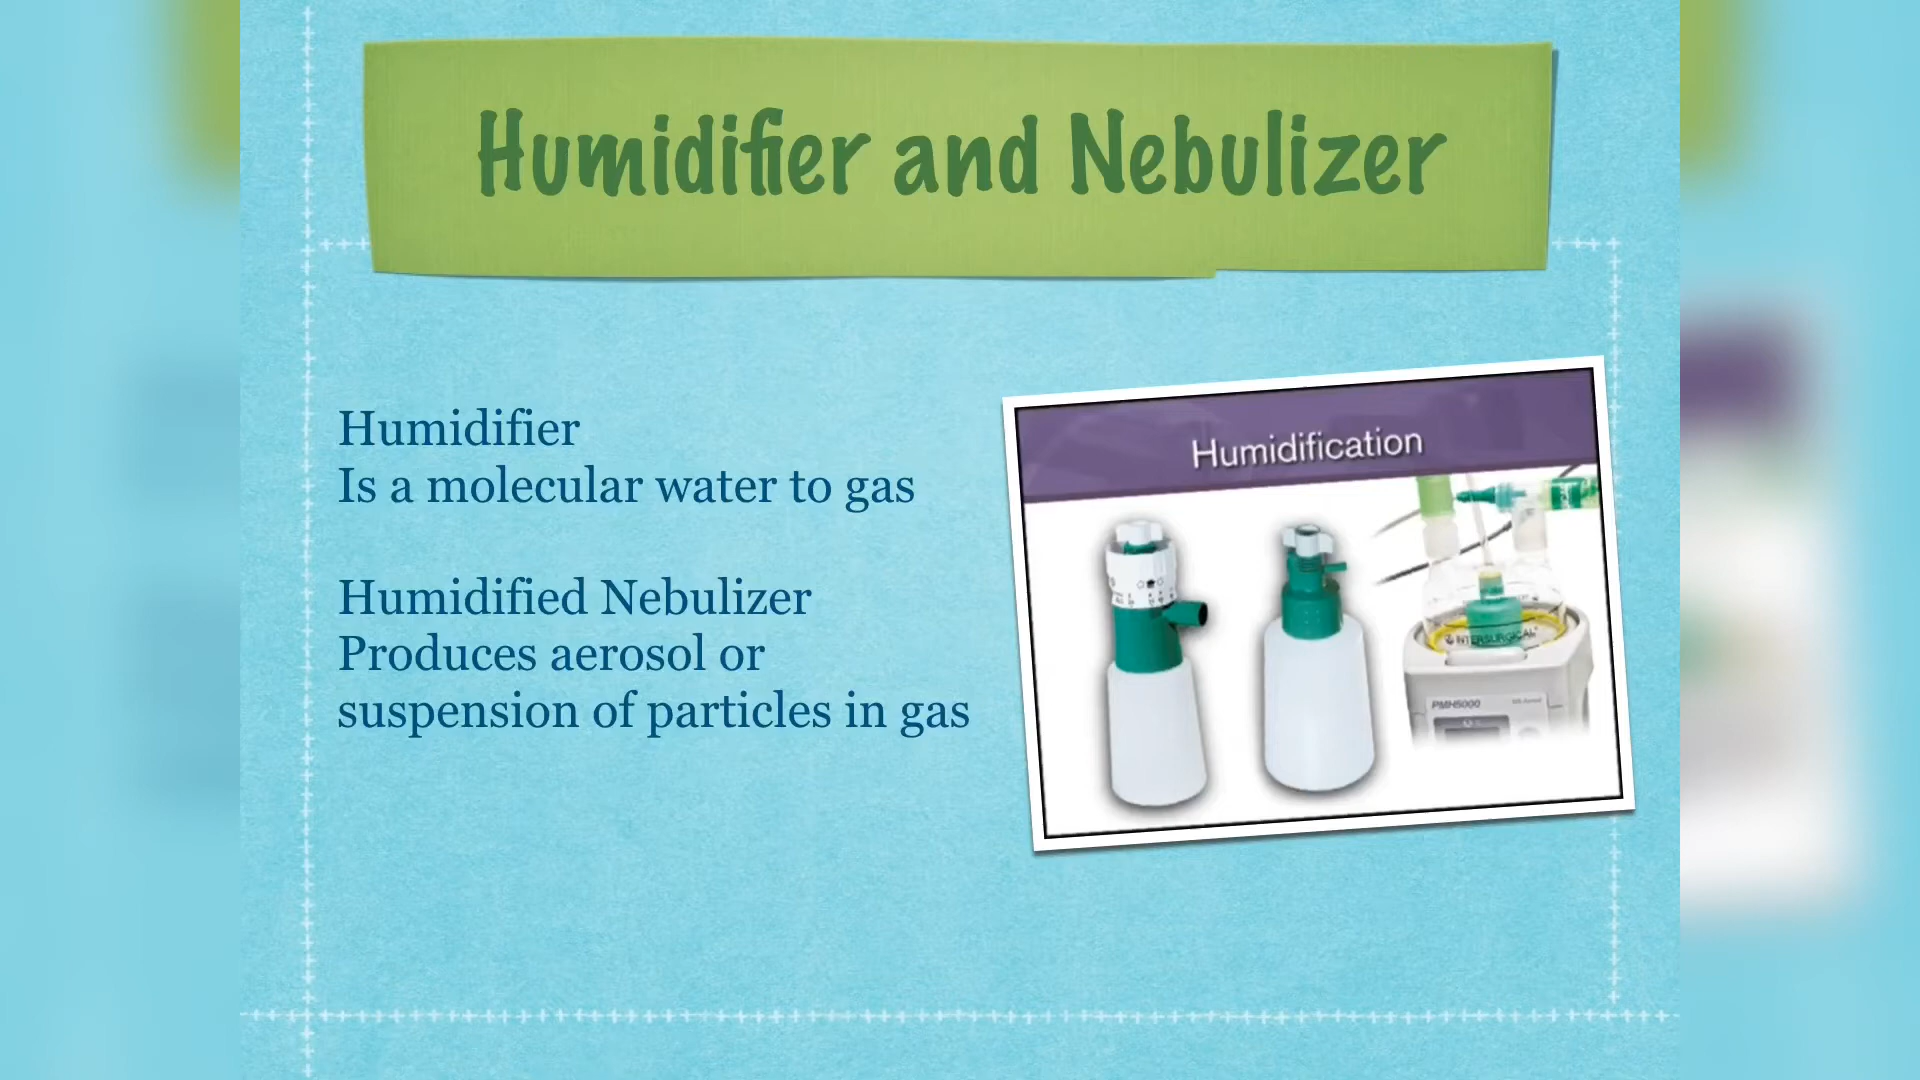 Humidifier and Nebulizer
Humidifier
Is a molecular water to gas
Humidified Nebulizer
Produces aerosol or
suspension of particles in gas
Humidification
INTERSURGICAL
PMH5000